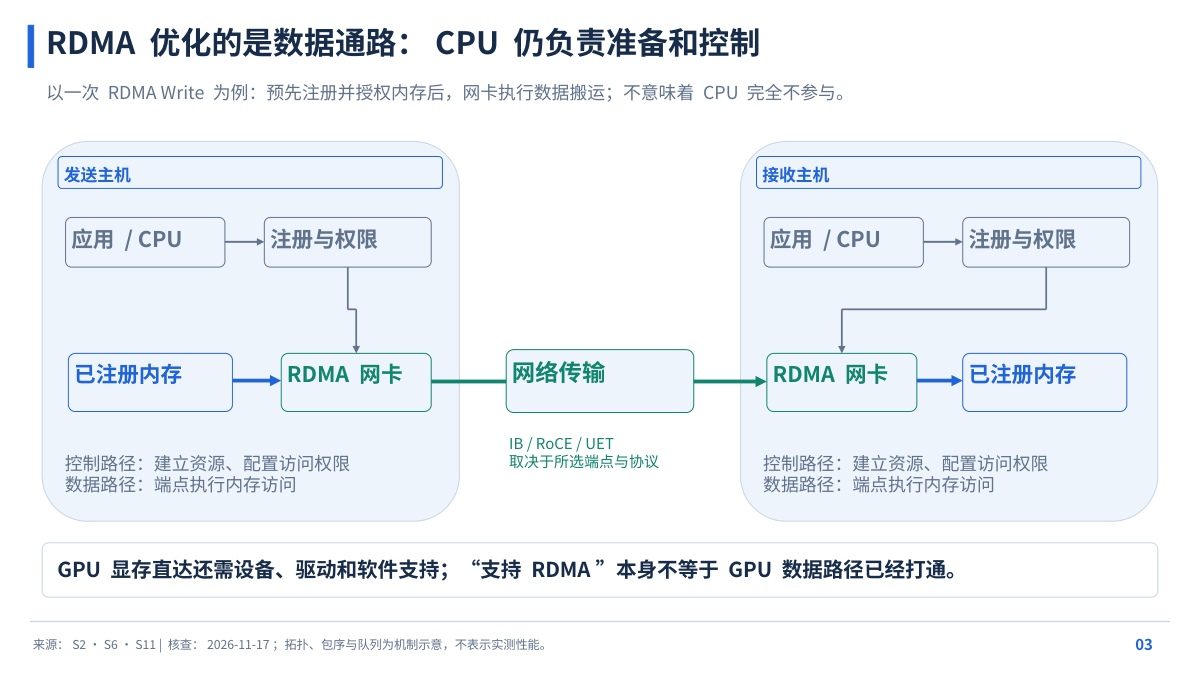 RDMA 优化的是数据通路： CPU 仍负责准备和控制
以一次 RDMA Write 为例：预先注册并授权内存后，网卡执行数据搬运；不意味着 CPU 完全不参与。
发送主机
接收主机
应用 / CPU
注册与权限
应用 / CPU
注册与权限
已注册内存
RDMA 网卡
网络传输
RDMA 网卡
已注册内存
IB / RoCE / UET
取决于所选端点与协议
控制路径：建立资源、配置访问权限
数据路径：端点执行内存访问
控制路径：建立资源、配置访问权限
数据路径：端点执行内存访问
GPU 显存直达还需设备、驱动和软件支持；“支持 RDMA”本身不等于 GPU 数据路径已经打通。
来源： S2 · S6 · S11 | 核查： 2026-11-17；拓扑、包序与队列为机制示意，不表示实测性能。
03